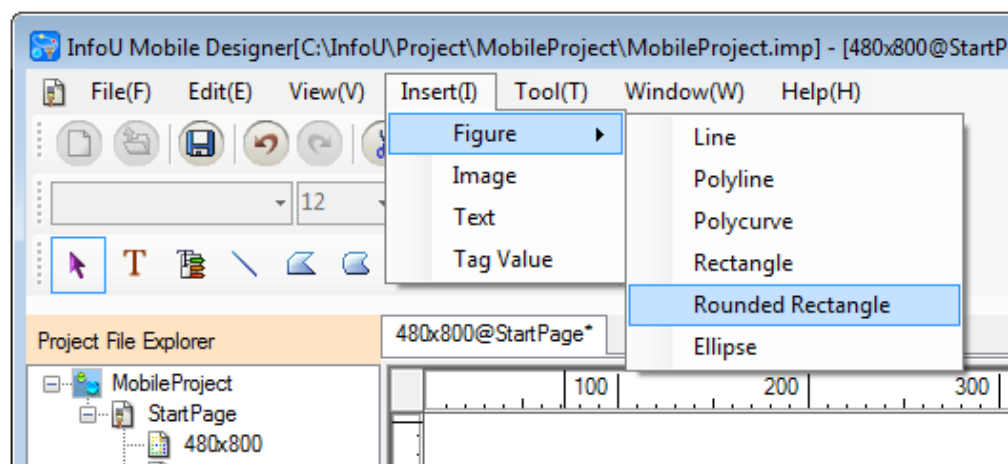 InfoU Mobile Designer[C:\InfoU\Project\MobileProject\MobileProject.imp] - [480x800@StartP
File(F) Edit(E) View(V) Insert(I) Tool(T) Window(W) Help(H)
Figure
Image
Text
Tag Value
Line
Polyline
Polycurve
Rectangle
Rounded Rectangle
Ellipse
12
T
Project File Explorer
480x800@StartPage*
MobileProject
StartPage
480x800
100 200 300